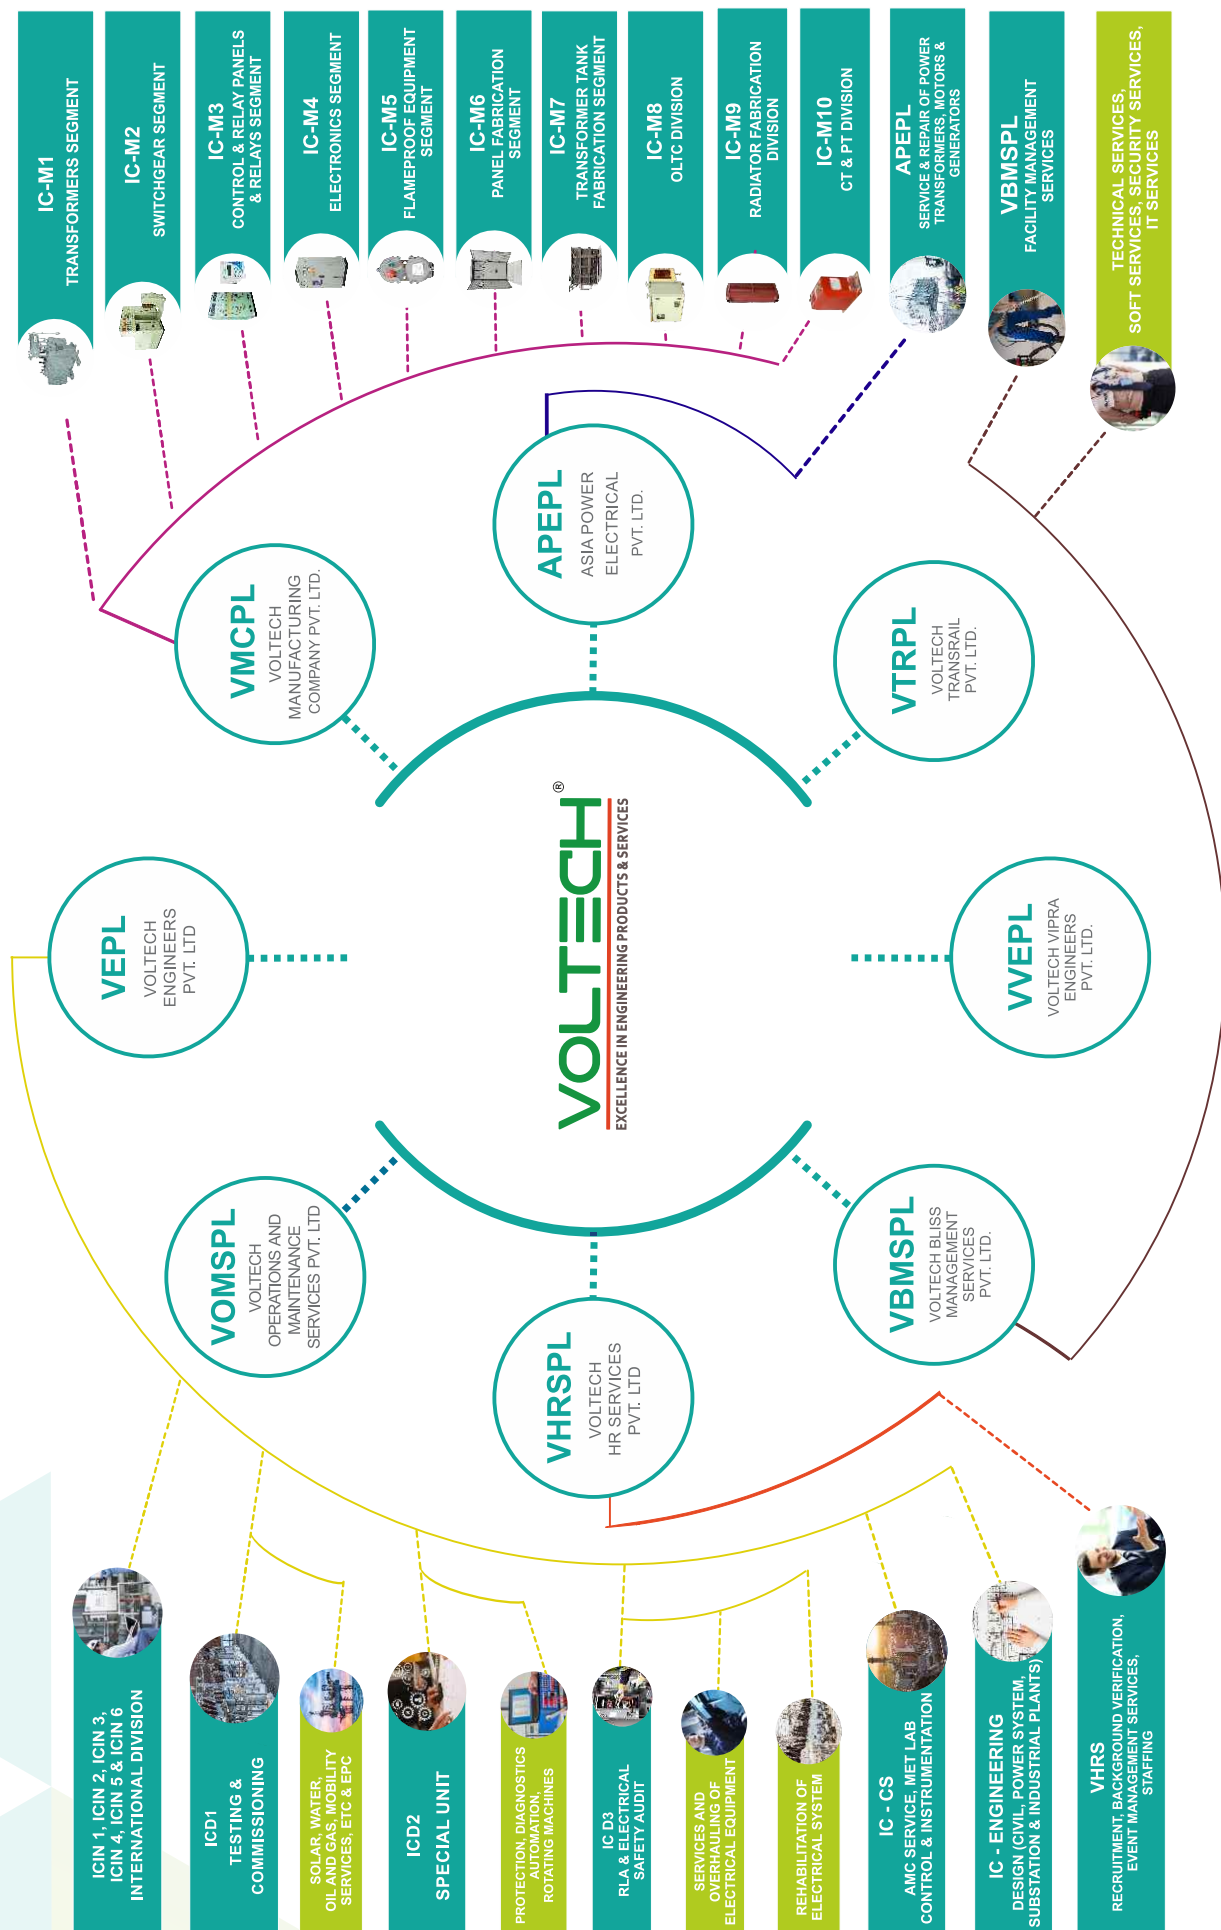 IC-M1
TRANSFORMERS SEGMENT
IC-M2
SWITCHGEAR SEGMENT
IC-M3
CONTROL & RELAY PANELS
& RELAYS SEGMENT
IC-M4
ELECTRONICS SEGMENT
IC-M5
FLAMEPROOF EQUIPMENT
SEGMENT
IC-M6
PANEL FABRICATION
SEGMENT
IC-M7
TRANSFORMER TANK
FABRICATION SEGMENT
IC-M8
OLTC DIVISION
IC-M9
RADIATOR FABRICATION
DIVISION
IC-M10
CT & PT DIVISION
APEPL
SERVICE & REPAIR OF POWER
TRANSFORMERS, MOTORS &
GENERATORS
VBMSPL
FACILITY MANAGEMENT
SERVICES
TECHNICAL SERVICES,
SOFT SERVICES, SECURITY SERVICES,
IT SERVICES
VMCPL
VOLTECH
MANUFACTURING
COMPANY PVT. LTD.
APEPL
ASIA POWER
ELECTRICAL
PVT. LTD.
VTRPL
VOLTECH
TRANSRAIL
PVT. LTD.
VEPL
VOLTECH
ENGINEERS
PVT. LTD
VOLTECH®
EXCELLENCE IN ENGINEERING PRODUCTS & SERVICES
VVEPL
VOLTECH VIPRA
ENGINEERS
PVT. LTD.
VOMSPL
VOLTECH
OPERATIONS AND
MAINTENANCE
SERVICES PVT. LTD
VHRSPL
VOLTECH
HR SERVICES
PVT. LTD
VBMSPL
VOLTECH BLISS
MANAGEMENT
SERVICES
PVT. LTD.
ICIN 1, ICIN 2, ICIN 3,
ICIN 4, ICIN 5 & ICIN 6
INTERNATIONAL DIVISION
ICD1
TESTING &
COMMISSIONING
SOLAR, WATER,
OIL AND GAS, MOBILITY
SERVICES, ETC & EPC
ICD2
SPECIAL UNIT
PROTECTION, DIAGNOSTICS
AUTOMATION,
ROTATING MACHINES
IC D3
RLA & ELECTRICAL
SAFETY AUDIT
SERVICES AND
OVERHAULING OF
ELECTRICAL EQUIPMENT
REHABILITATION OF
ELECTRICAL SYSTEM
IC - CS
AMC SERVICE, MET LAB
CONTROL & INSTRUMENTATION
IC - ENGINEERING
DESIGN (CIVIL, POWER SYSTEM,
SUBSTATION & INDUSTRIAL PLANTS)
VHRS
RECRUITMENT, BACKGROUND VERIFICATION,
EVENT MANAGEMENT SERVICES,
STAFFING